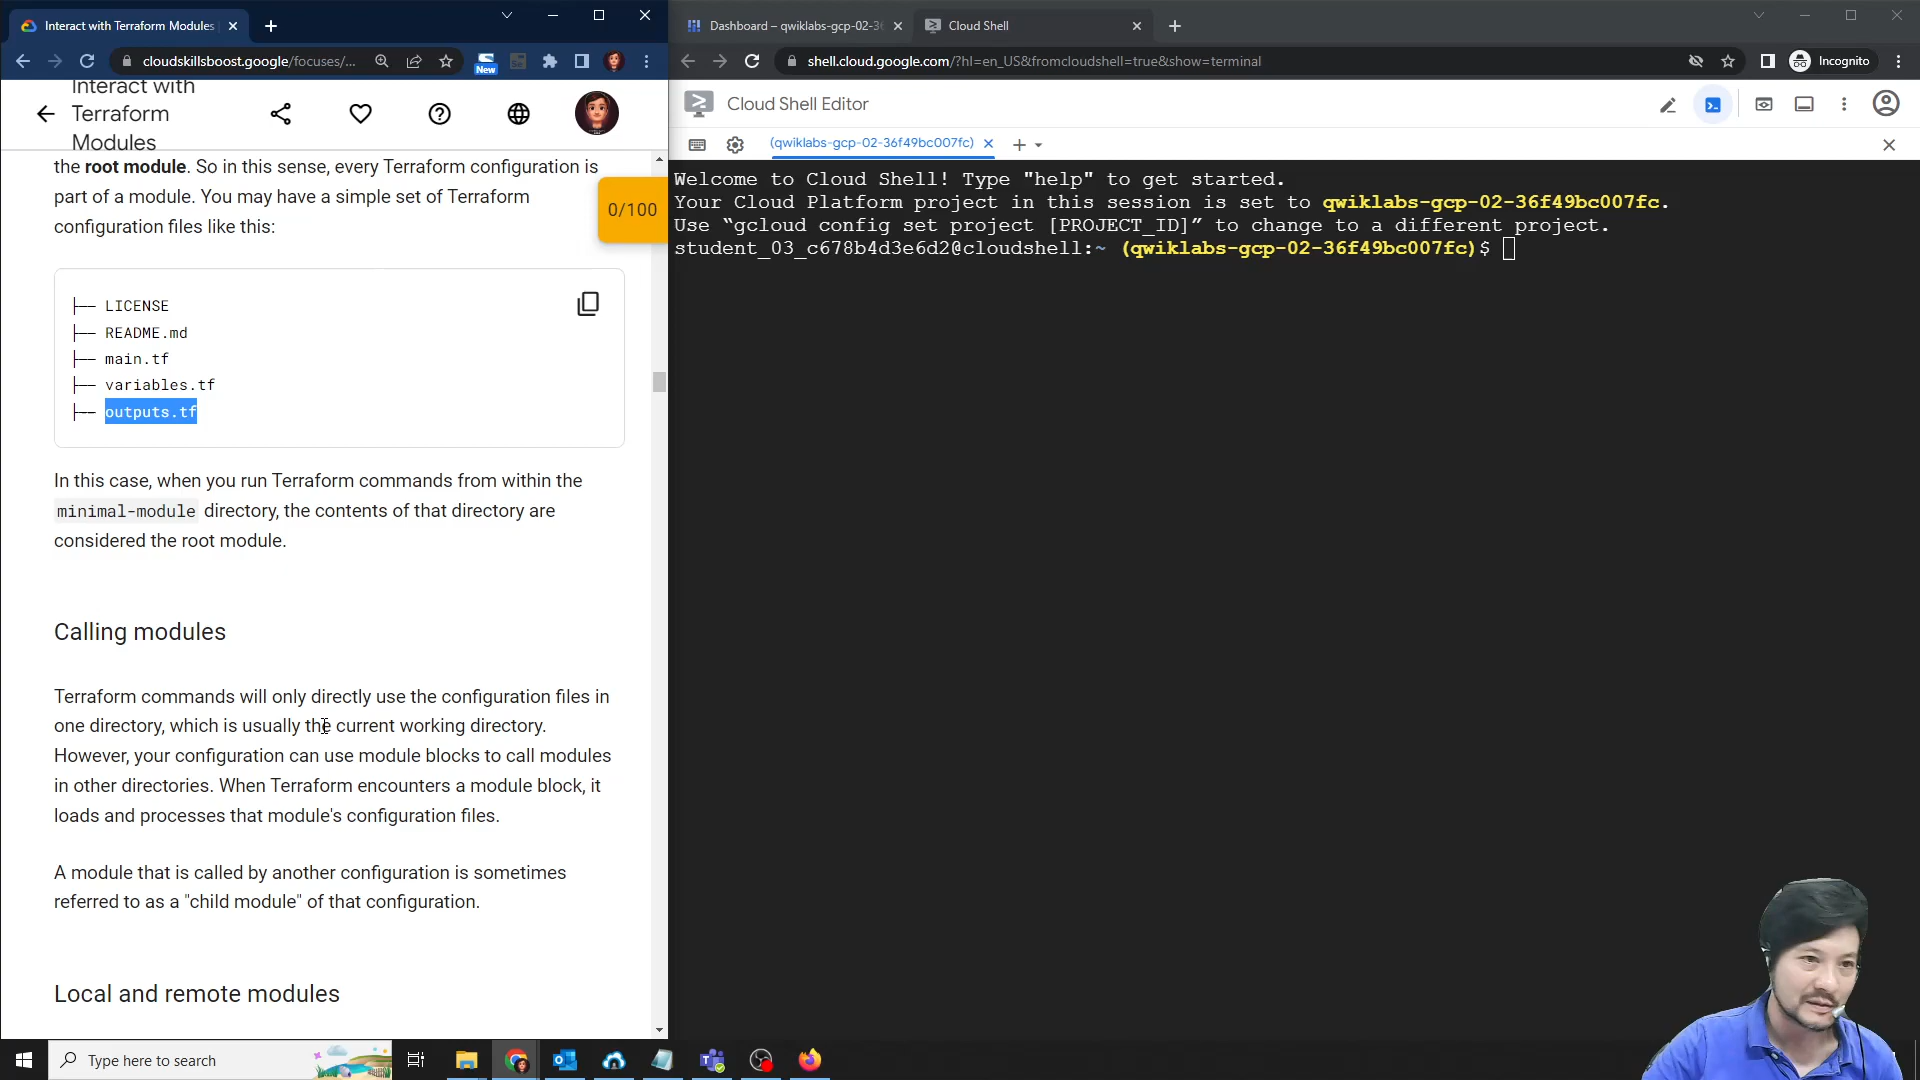 Interact with Terraform Modules
Dashboard – qwiklabs-gcp-02-3
Cloud Shell
cloudskillsboost.google/focuses/...
New
shell.cloud.google.com/?hl=en_US&fromcloudshell=true&show=terminal
Incognito
Interact with
Terraform
Modules
Cloud Shell Editor
(qwiklabs-gcp-02-36f49bc007fc)
the root module. So in this sense, every Terraform configuration is
part of a module. You may have a simple set of Terraform
configuration files like this:
0/100
├── LICENSE
├── README.md
├── main.tf
├── variables.tf
├── outputs.tf
In this case, when you run Terraform commands from within the
minimal-module directory, the contents of that directory are
considered the root module.
Calling modules
Terraform commands will only directly use the configuration files in
one directory, which is usually the current working directory.
However, your configuration can use module blocks to call modules
in other directories. When Terraform encounters a module block, it
loads and processes that module's configuration files.
A module that is called by another configuration is sometimes
referred to as a "child module" of that configuration.
Local and remote modules
Welcome to Cloud Shell! Type "help" to get started.
Your Cloud Platform project in this session is set to qwiklabs-gcp-02-36f49bc007fc.
Use “gcloud config set project [PROJECT_ID]” to change to a different project.
student_03_c678b4d3e6d2@cloudshell:~ (qwiklabs-gcp-02-36f49bc007fc)$
Type here to search